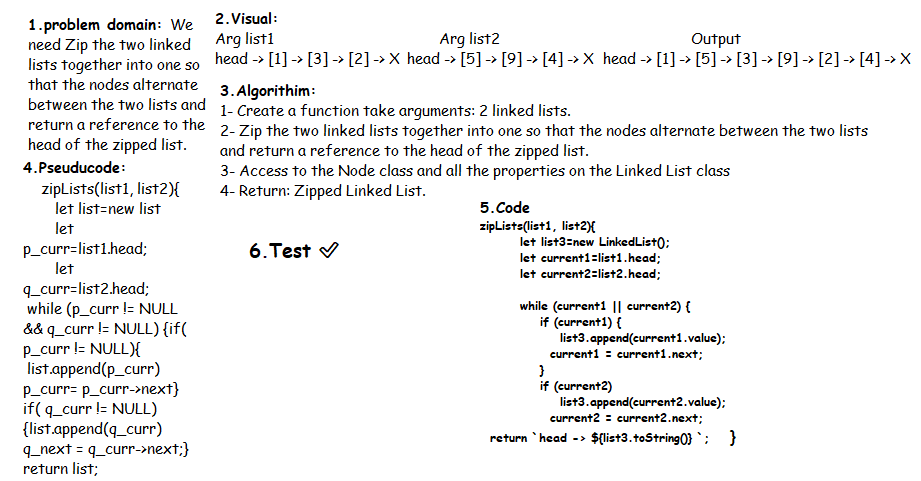 1.problem domain: We
need Zip the two linked
lists together into one so
that the nodes alternate
between the two lists and
return a reference to the
head of the zipped list.
2.Visual:
Arg list1 Arg list2 Output
head -> [1] -> [3] -> [2] -> X head -> [5] -> [9] -> [4] -> X head -> [1] -> [5] -> [3] -> [9] -> [2] -> [4] -> X
3.Algorithim:
1- Create a function take arguments: 2 linked lists.
2- Zip the two linked lists together into one so that the nodes alternate between the two lists
and return a reference to the head of the zipped list.
3- Access to the Node class and all the properties on the Linked List class
4- Return: Zipped Linked List.
4.Pseuducode:
zipLists(list1, list2){
let list=new list
let
p_curr=list1.head;
let
q_curr=list2.head;
while (p_curr != NULL
&& q_curr != NULL) {if(
p_curr != NULL){
list.append(p_curr)
p_curr= p_curr->next}
if( q_curr != NULL)
{list.append(q_curr)
q_next = q_curr->next;}
return list;
5.Code
zipLists(list1, list2){
let list3=new LinkedList();
let current1=list1.head;
let current2=list2.head;
while (current1 || current2) {
if (current1) {
list3.append(current1.value);
current1 = current1.next;
}
if (current2)
list3.append(current2.value);
current2 = current2.next;
return `head -> ${list3.toString()} `; }
6.Test ✓